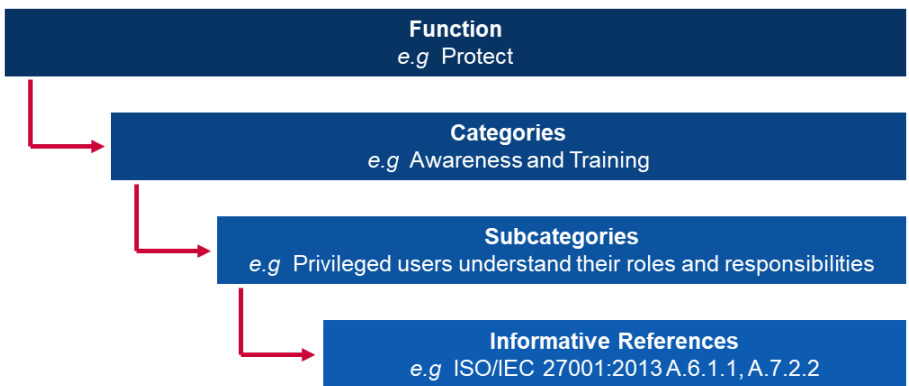 Function
e.g Protect
Categories
e.g Awareness and Training
Subcategories
e.g Privileged users understand their roles and responsibilities
Informative References
e.g ISO/IEC 27001:2013 A.6.1.1, A.7.2.2